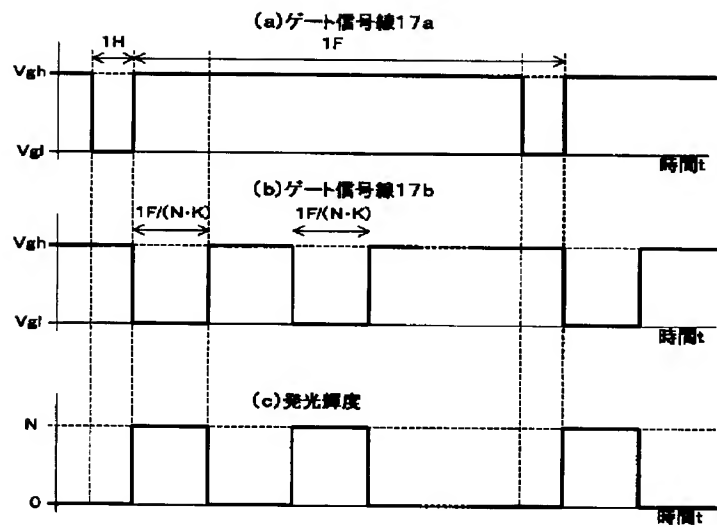 (a)ゲート信号線17a
1H
1F
Vgh
Vgl
時間t
(b)ゲート信号線17b
1F/(N・K)
1F/(N・K)
Vgh
Vgl
時間t
(c)発光輝度
N
0
時間t